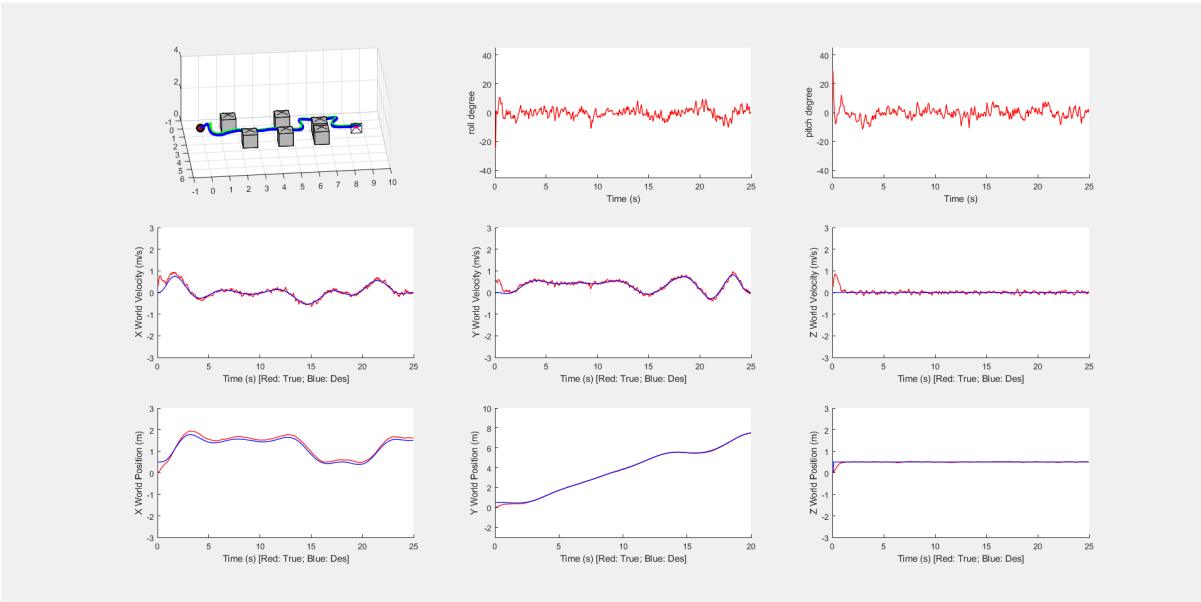 4
2
0
-1
0
1
2
3
4
5
6
-1 0 1 2 3 4 5 6 7 8 9 10
40
20
0
-20
-40
roll degree
0 5 10 15 20 25
Time (s)
40
20
0
-20
-40
pitch degree
0 5 10 15 20 25
Time (s)
3
2
1
0
-1
-2
-3
X World Velocity (m/s)
0 5 10 15 20 25
Time (s) [Red: True; Blue: Des]
3
2
1
0
-1
-2
-3
Y World Velocity (m/s)
0 5 10 15 20 25
Time (s) [Red: True; Blue: Des]
3
2
1
0
-1
-2
-3
Z World Velocity (m/s)
0 5 10 15 20 25
Time (s) [Red: True; Blue: Des]
3
2
1
0
-1
-2
-3
X World Position (m)
0 5 10 15 20 25
Time (s) [Red: True; Blue: Des]
10
8
6
4
2
0
-2
Y World Position (m)
0 5 10 15 20
Time (s) [Red: True; Blue: Des]
3
2
1
0
-1
-2
-3
Z World Position (m)
0 5 10 15 20 25
Time (s) [Red: True; Blue: Des]